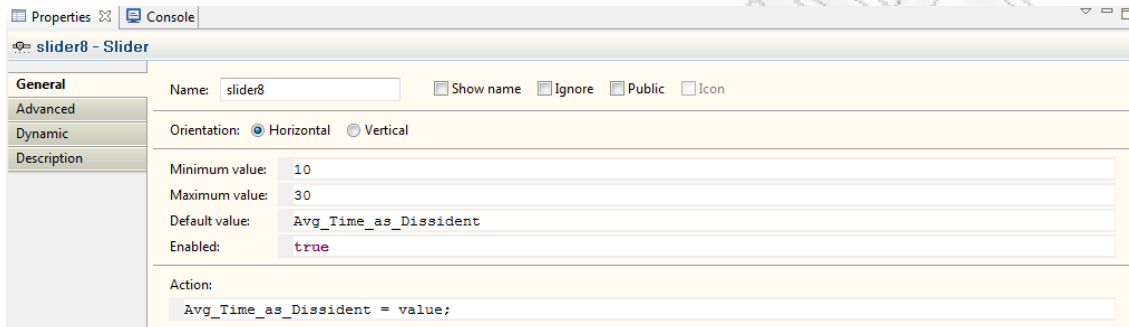 Properties Console
slider8 - Slider
General
Advanced
Dynamic
Description
Name: slider8 Show name Ignore Public Icon
Orientation: Horizontal Vertical
Minimum value: 10
Maximum value: 30
Default value: Avg_Time_as_Dissident
Enabled: true
Action:
Avg_Time_as_Dissident = value;